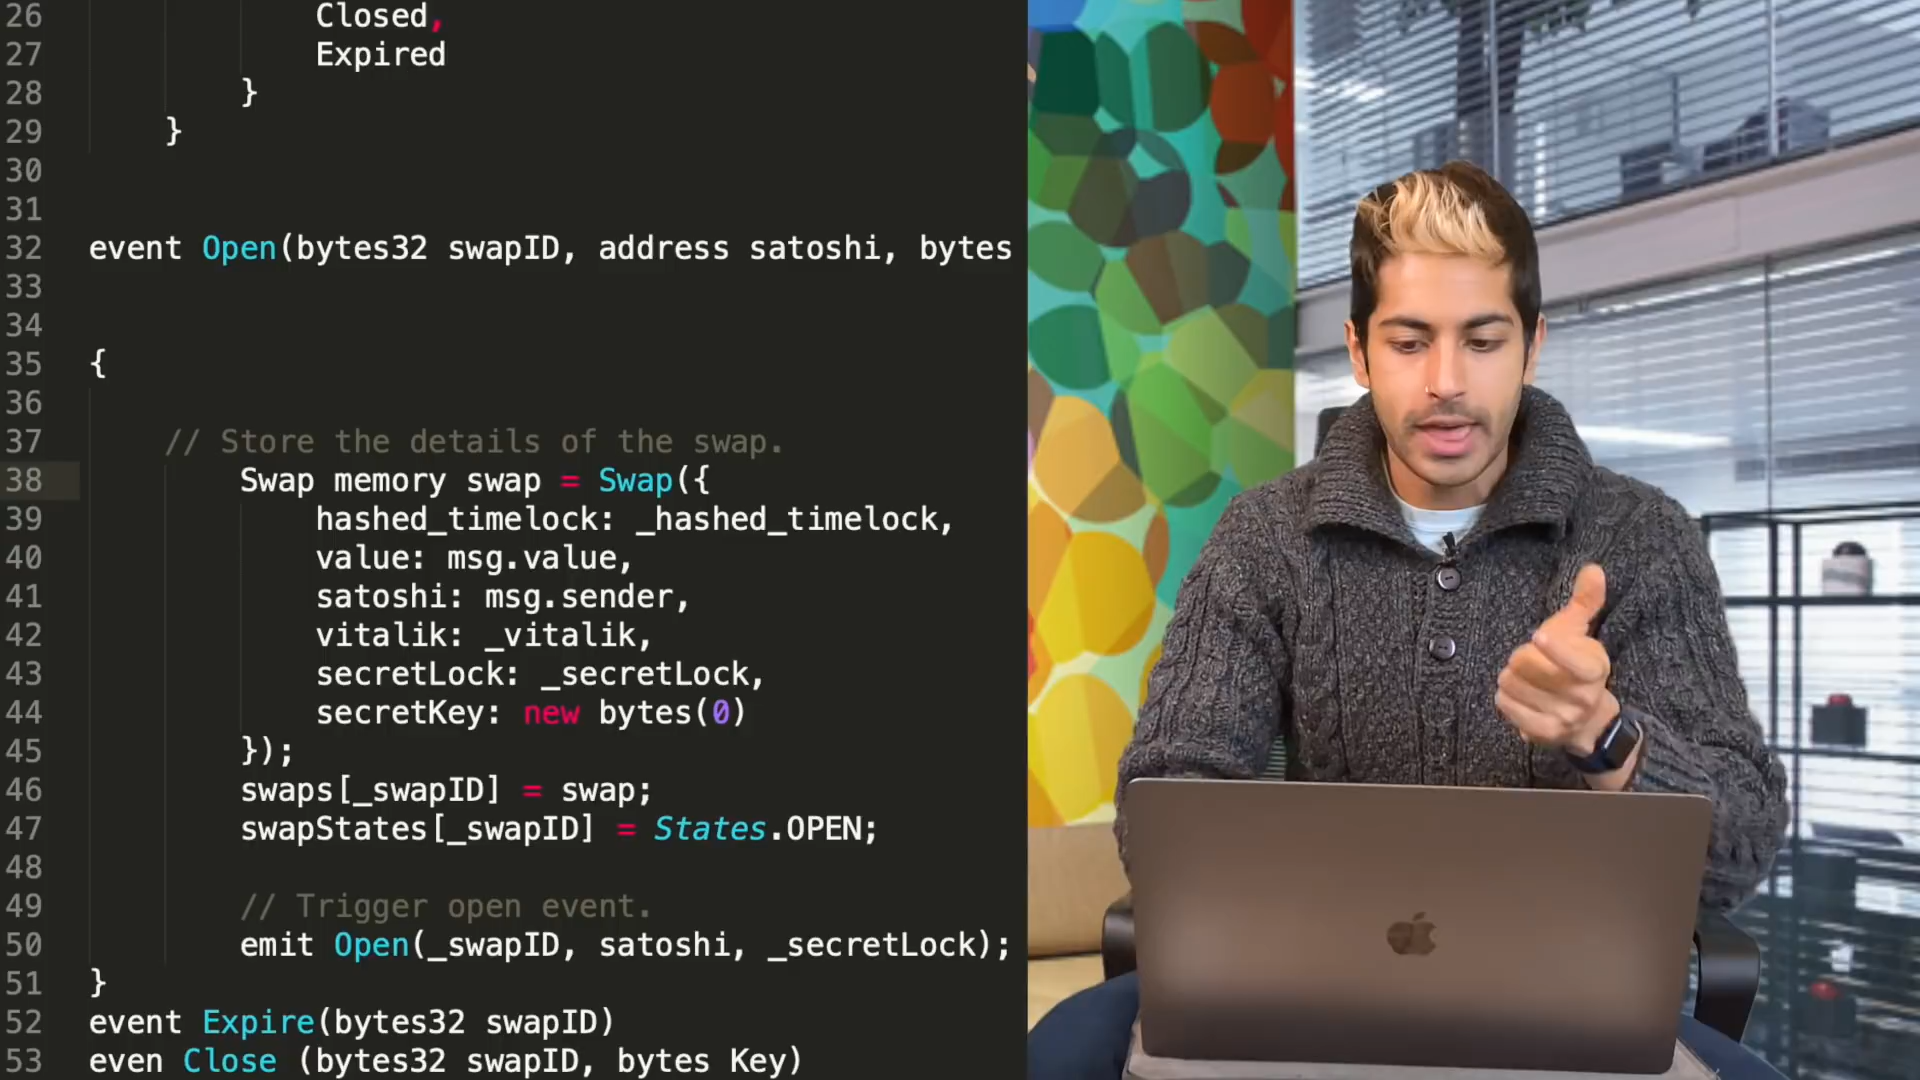 26 Closed,
27 Expired
28 }
29 }
30
31
32 event Open(bytes32 swapID, address satoshi, bytes
33
34
35 {
36
37 // Store the details of the swap.
38 Swap memory swap = Swap({
39 hashed_timelock: _hashed_timelock,
40 value: msg.value,
41 satoshi: msg.sender,
42 vitalik: _vitalik,
43 secretLock: _secretLock,
44 secretKey: new bytes(0)
45 });
46 swaps[_swapID] = swap;
47 swapStates[_swapID] = States.OPEN;
48
49 // Trigger open event.
50 emit Open(_swapID, satoshi, _secretLock);
51 }
52 event Expire(bytes32 swapID)
53 even Close (bytes32 swapID, bytes Key)